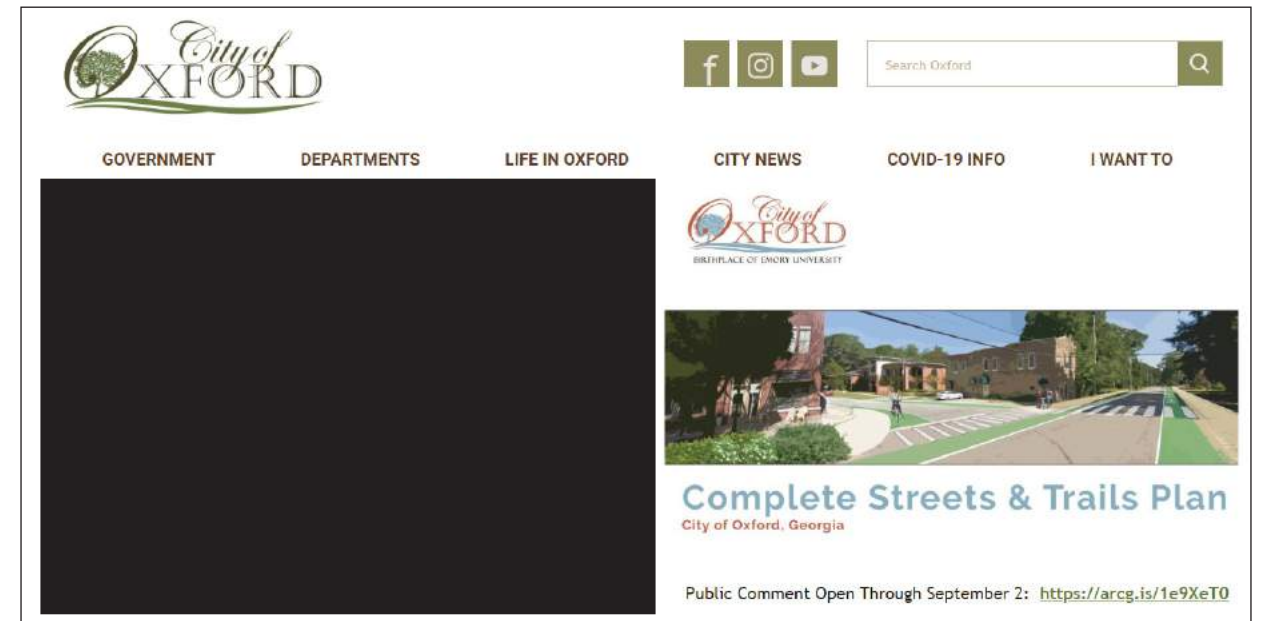 City of
OXFORD
Search Oxford
GOVERNMENT DEPARTMENTS LIFE IN OXFORD CITY NEWS COVID-19 INFO I WANT TO
City of
OXFORD
BIRTHPLACE OF EMORY UNIVERSITY
Complete Streets & Trails Plan
City of Oxford, Georgia
Public Comment Open Through September 2: https://arcg.is/1e9XeT0